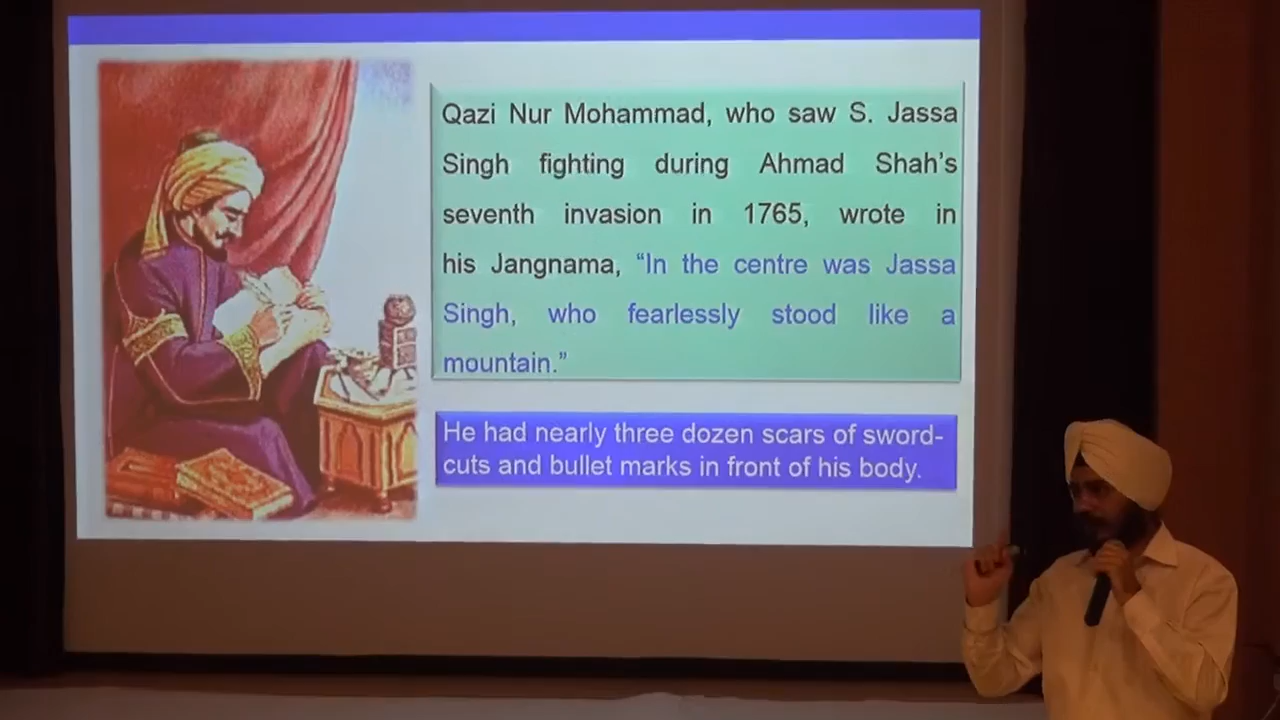 Qazi Nur Mohammad, who saw S. Jassa
Singh fighting during Ahmad Shah’s
seventh invasion in 1765, wrote in
his Jangnama, “In the centre was Jassa
Singh, who fearlessly stood like a
mountain.”
He had nearly three dozen scars of sword-
cuts and bullet marks in front of his body.